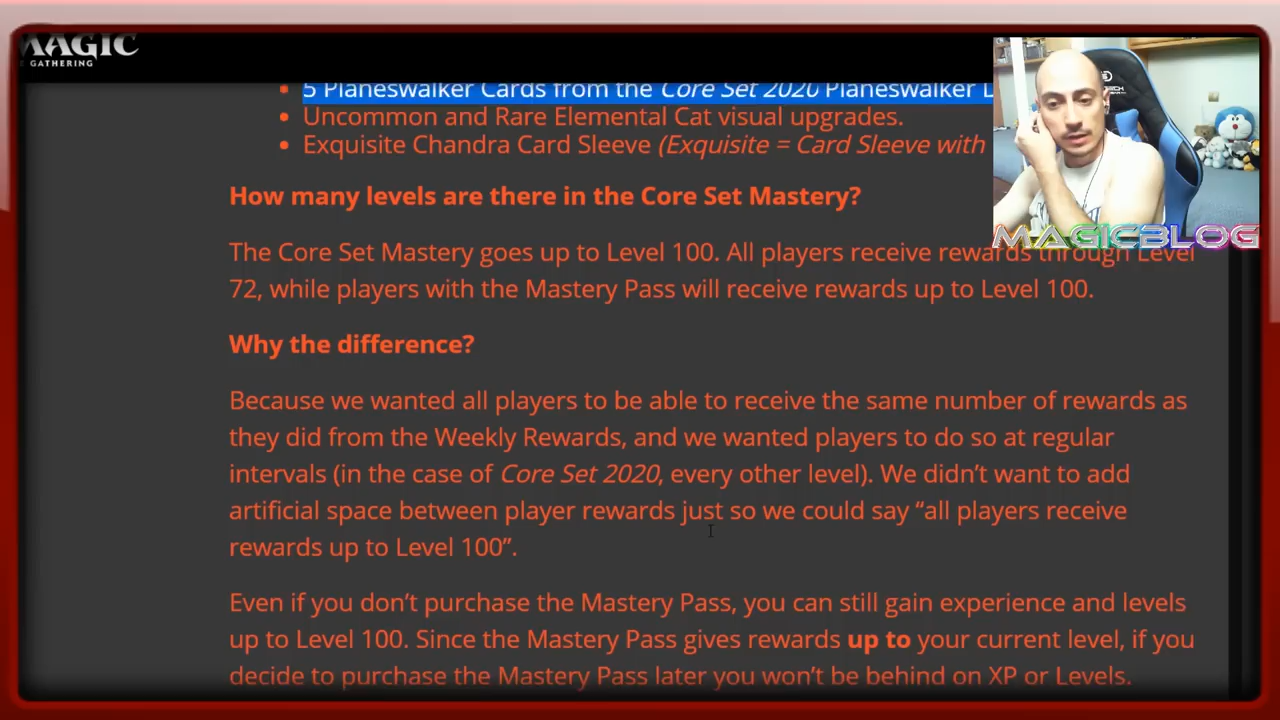 MAGIC
GATHERING
• 5 Planeswalker Cards from the Core Set 2020 Planeswalker
• Uncommon and Rare Elemental Cat visual upgrades.
• Exquisite Chandra Card Sleeve (Exquisite = Card Sleeve with
MAGICBLOG
How many levels are there in the Core Set Mastery?
The Core Set Mastery goes up to Level 100. All players receive rewards through Level
72, while players with the Mastery Pass will receive rewards up to Level 100.
Why the difference?
Because we wanted all players to be able to receive the same number of rewards as
they did from the Weekly Rewards, and we wanted players to do so at regular
intervals (in the case of Core Set 2020, every other level). We didn’t want to add
artificial space between player rewards just so we could say “all players receive
rewards up to Level 100”.
Even if you don’t purchase the Mastery Pass, you can still gain experience and levels
up to Level 100. Since the Mastery Pass gives rewards up to your current level, if you
decide to purchase the Mastery Pass later you won’t be behind on XP or Levels.